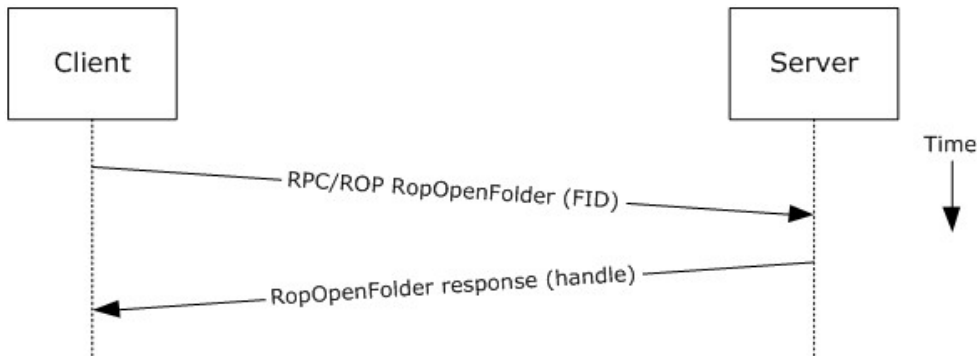 Client
Server
Time
RPC/ROP RopOpenFolder (FID)
RopOpenFolder response (handle)